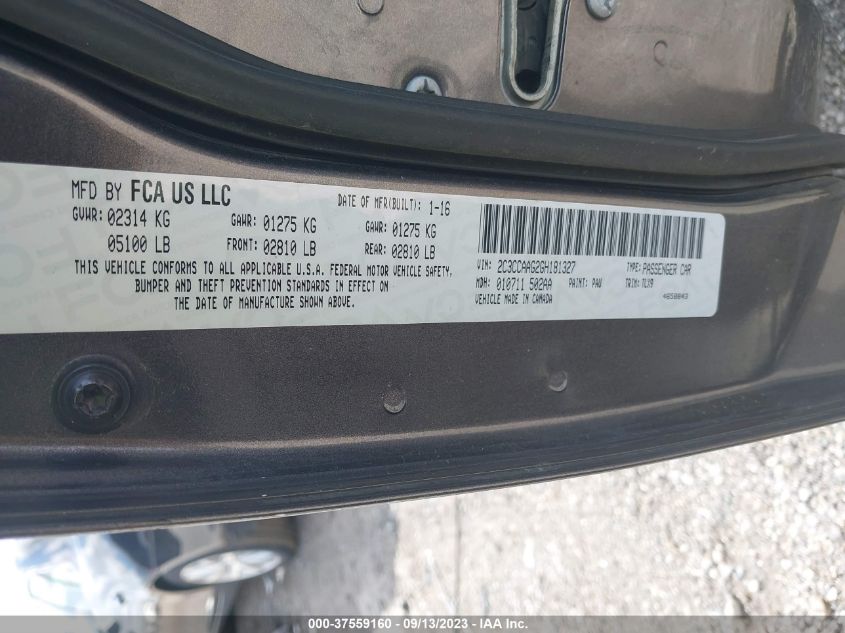 MFD BY FCA US LLC DATE OF MFR(BUILT): 1-16
GVWR: 02314 KG GAWR: 01275 KG GAWR: 01275 KG
05100 LB FRONT: 02810 LB REAR: 02810 LB
THIS VEHICLE CONFORMS TO ALL APPLICABLE U.S.A. FEDERAL MOTOR VEHICLE SAFETY,
BUMPER AND THEFT PREVENTION STANDARDS IN EFFECT ON
THE DATE OF MANUFACTURE SHOWN ABOVE.
VIN: 2C3CCAAG2GH181327 TYPE: PASSENGER CAR
MDH: 010711 502AA PAINT: PAU TRIM: TLX9
VEHICLE MADE IN CANADA 4650843
000-37559160 - 09/13/2023 - IAA Inc.